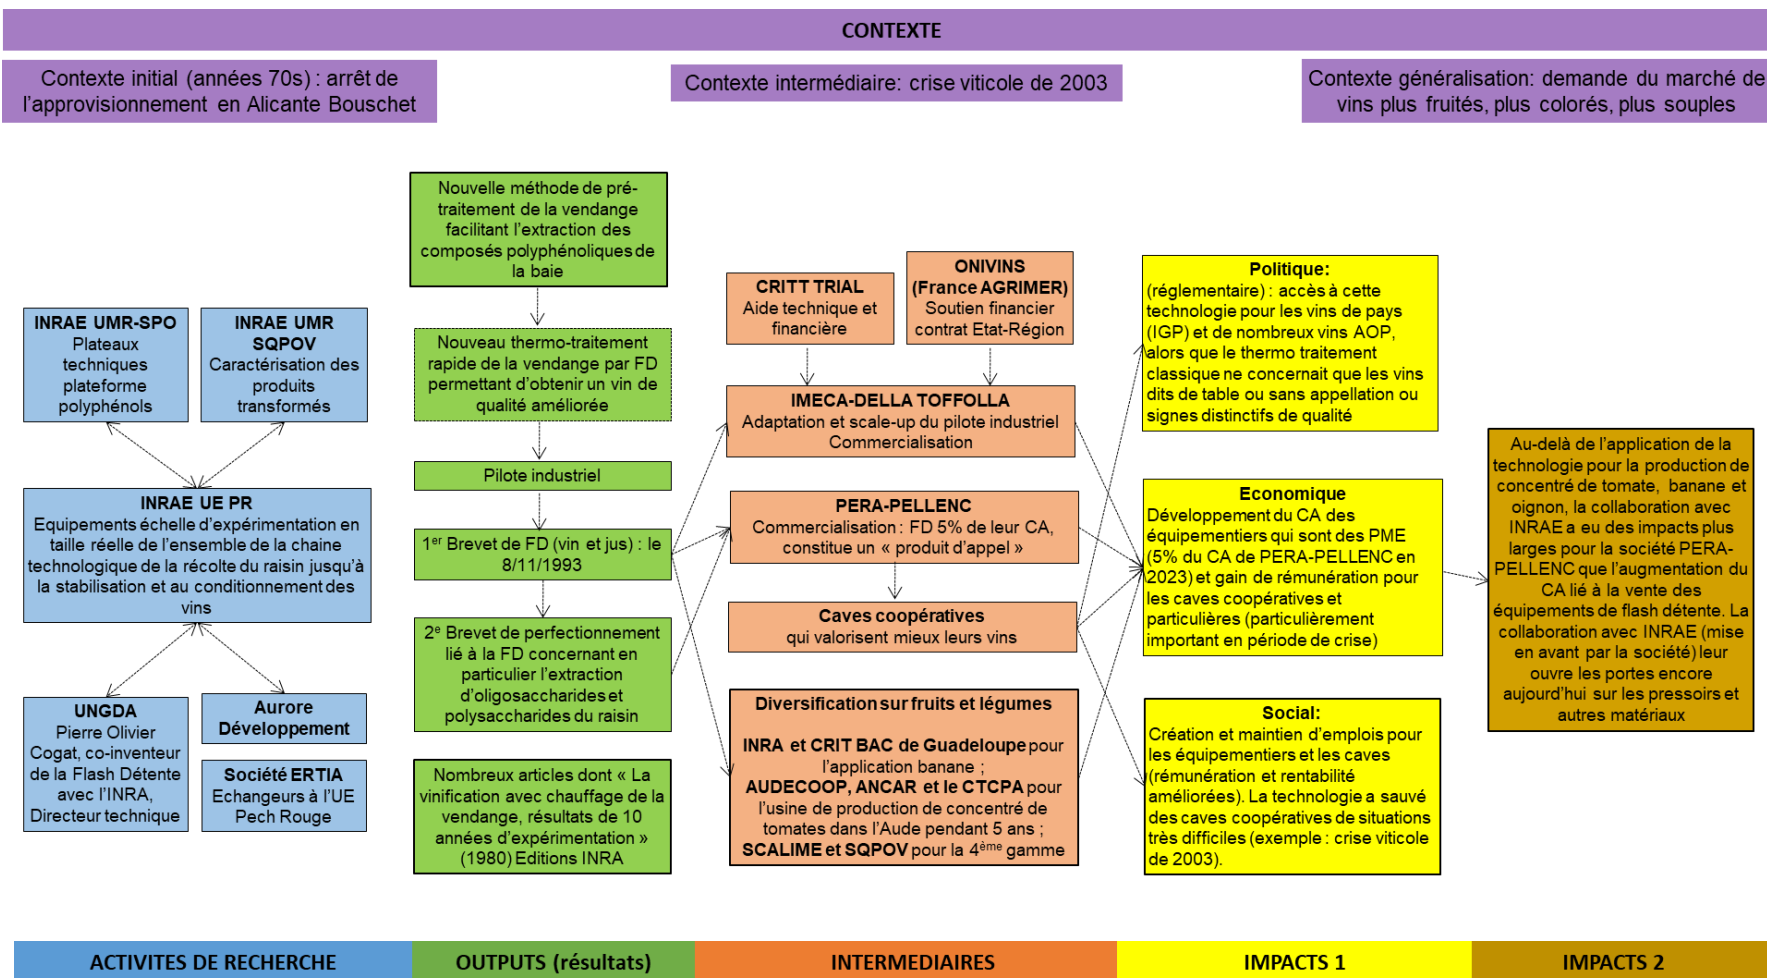 CONTEXTE
Contexte initial (années 70s) : arrêt de
l'approvisionnement en Alicante Bouschet
Contexte intermédiaire: crise viticole de 2003
Contexte généralisation: demande du marché de
vins plus fruités, plus colorés, plus souples
INRAE UMR-SPO
Plateaux
techniques
plateforme
polyphénols
INRAE UMR
SQPOV
Caractérisation des
produits
transformés
INRAE UE PR
Equipements échelle d'expérimentation en
taille réelle de l'ensemble de la chaine
technologique de la récolte du raisin jusqu'à
la stabilisation et au conditionnement des
vins
UNGDA
Pierre Olivier
Cogat, co-inventeur
de la Flash Détente
avec l'INRA,
Directeur technique
Aurore
Développement
Société ERTIA
Echangeurs à l'UE
Pech Rouge
Nouvelle méthode de pré-
traitement de la vendange
facilitant l'extraction des
composés polyphénoliques de
la baie
Nouveau thermo-traitement
rapide de la vendange par FD
permettant d'obtenir un vin de
qualité améliorée
Pilote industriel
1er Brevet de FD (vin et jus) : le
8/11/1993
2e Brevet de perfectionnement
lié à la FD concernant en
particulier l'extraction
d'oligosaccharides et
polysaccharides du raisin
Nombreux articles dont « La
vinification avec chauffage de la
vendange, résultats de 10
années d'expérimentation »
(1980) Editions INRA
CRITT TRIAL
Aide technique et
financière
ONIVINS
(France AGRIMER)
Soutien financier
contrat Etat-Région
IMECA-DELLA TOFFOLLA
Adaptation et scale-up du pilote industriel
Commercialisation
PERA-PELLENC
Commercialisation : FD 5% de leur CA,
constitue un « produit d'appel »
Caves coopératives
qui valorisent mieux leurs vins
Diversification sur fruits et légumes
INRA et CRIT BAC de Guadeloupe pour
l'application banane ;
AUDECOOP, ANCAR et le CTCPA pour
l'usine de production de concentré de
tomates dans l'Aude pendant 5 ans ;
SCALIME et SQPOV pour la 4ème gamme
Politique:
(réglementaire) : accès à cette
technologie pour les vins de pays
(IGP) et de nombreux vins AOP,
alors que le thermo traitement
classique ne concernait que les vins
dits de table ou sans appellation ou
signes distinctifs de qualité
Economique
Développement du CA des
équipementiers qui sont des PME
(5% du CA de PERA-PELLENC en
2023) et gain de rémunération pour
les caves coopératives et
particulières (particulièrement
important en période de crise)
Social:
Création et maintien d'emplois pour
les équipementiers et les caves
(rémunération et rentabilité
améliorées). La technologie a sauvé
des caves coopératives de situations
très difficiles (exemple : crise viticole
de 2003).
Au-delà de l'application de la
technologie pour la production de
concentré de tomate, banane et
oignon, la collaboration avec
INRAE a eu des impacts plus
larges pour la société PERA-
PELLENC que l'augmentation du
CA lié à la vente des
équipements de flash détente. La
collaboration avec INRAE (mise
en avant par la société) leur
ouvre les portes encore
aujourd'hui sur les pressoirs et
autres matériaux
ACTIVITES DE RECHERCHE
OUTPUTS (résultats)
INTERMEDIAIRES
IMPACTS 1
IMPACTS 2